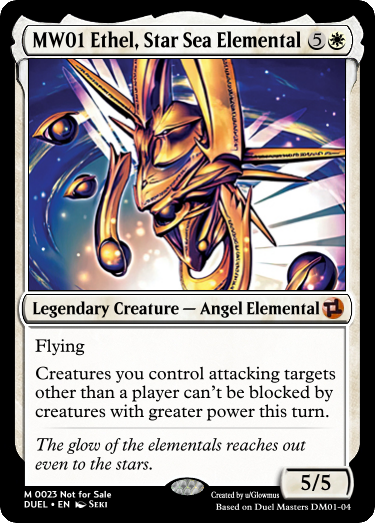 MW01 Ethel, Star Sea Elemental 5
Legendary Creature — Angel Elemental
Flying
Creatures you control attacking targets
other than a player can't be blocked by
creatures with greater power this turn.
The glow of the elementals reaches out
even to the stars.
5/5
M 0023 Not for Sale
DUEL • EN SEKI
Created by u/Glowmus
Based on Duel Masters DM01-04